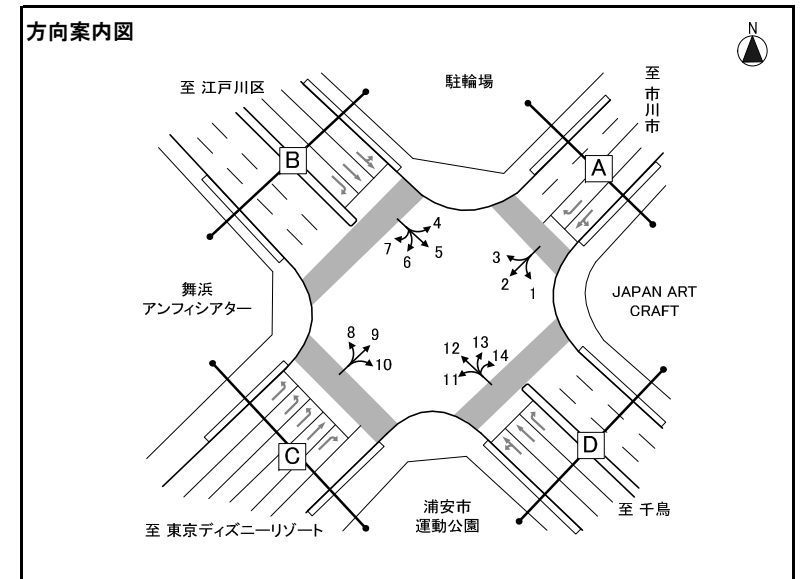 方向案内図
N
至 江戸川区
駐輪場
至 市川市
B
A
4
7
6
5
3
2
1
舞浜
アンフィシアター
JAPAN ART
CRAFT
8
9
10
12
13
14
11
C
D
浦安市
運動公園
至 千鳥
至 東京ディズニーリゾート